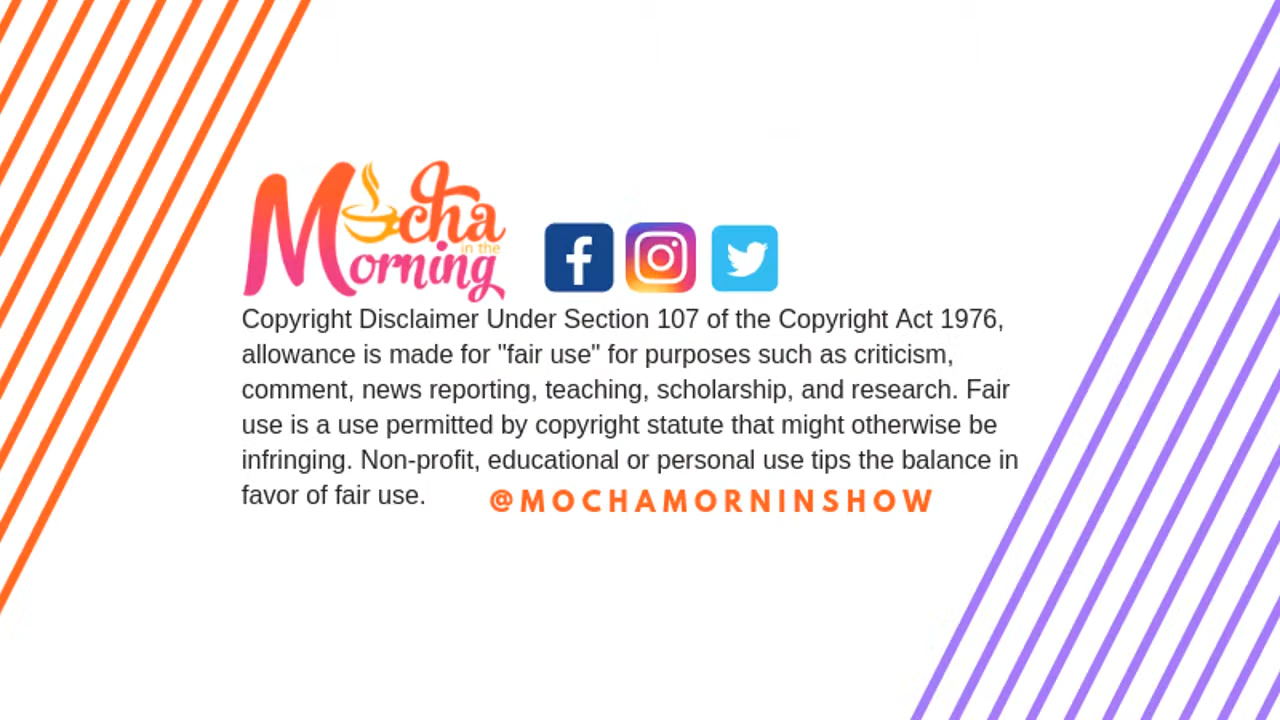 Mocha
in the
Morning
Copyright Disclaimer Under Section 107 of the Copyright Act 1976,
allowance is made for "fair use" for purposes such as criticism,
comment, news reporting, teaching, scholarship, and research. Fair
use is a use permitted by copyright statute that might otherwise be
infringing. Non-profit, educational or personal use tips the balance in
favor of fair use.
@MOCHAMORNINSHOW